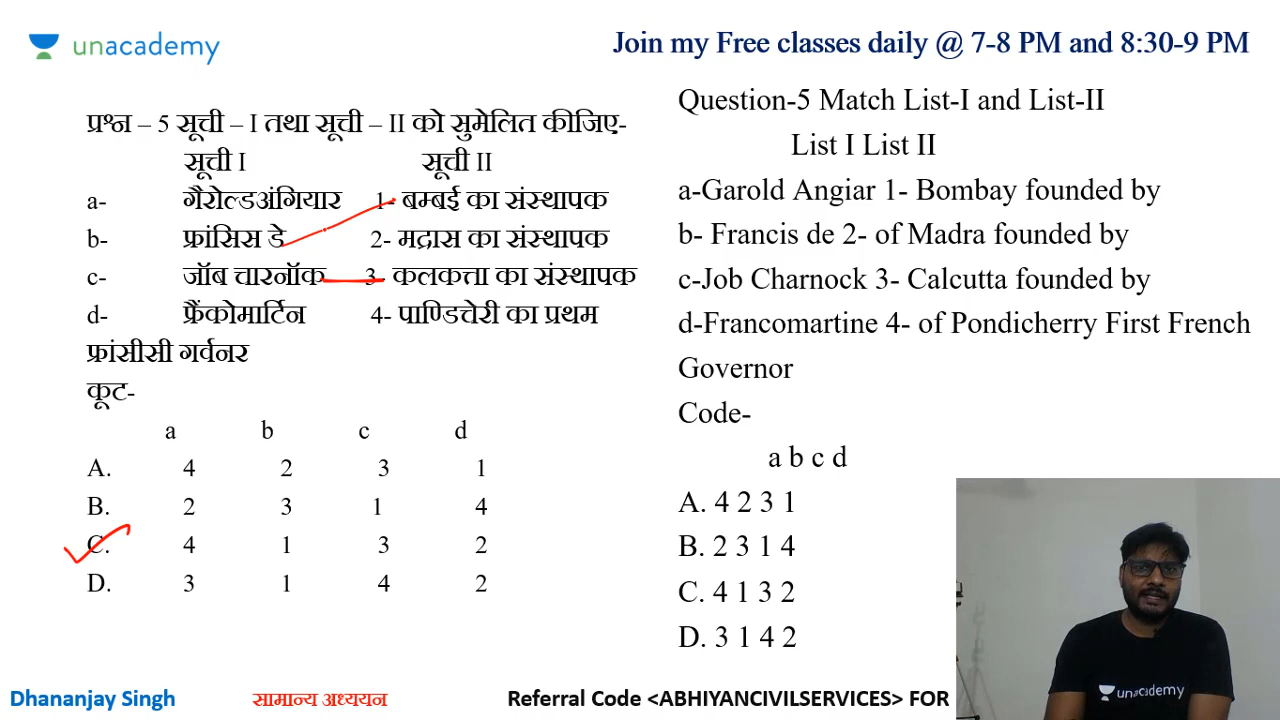 unacademy
Join my Free classes daily @ 7-8 PM and 8:30-9 PM
प्रश्न – 5 सूची – I तथा सूची – II को सुमेलित कीजिए-
सूची I सूची II
a- गैरोल्डअंगियार 1- बम्बई का संस्थापक
b- फ्रांसिस डे 2- मद्रास का संस्थापक
c- जॉब चारनॉक 3- कलकत्ता का संस्थापक
d- फ्रैंकोमार्टिन 4- पाण्डिचेरी का प्रथम
फ्रांसीसी गर्वनर
कूट-
a b c d
A. 4 2 3 1
B. 2 3 1 4
C. 4 1 3 2
D. 3 1 4 2
Question-5 Match List-I and List-II
List I List II
a-Garold Angiar 1- Bombay founded by
b- Francis de 2- of Madra founded by
c-Job Charnock 3- Calcutta founded by
d-Francomartine 4- of Pondicherry First French
Governor
Code-
a b c d
A. 4 2 3 1
B. 2 3 1 4
C. 4 1 3 2
D. 3 1 4 2
unacademy
Dhananjay Singh सामान्य अध्ययन Referral Code <ABHIYANCIVILSERVICES> FOR